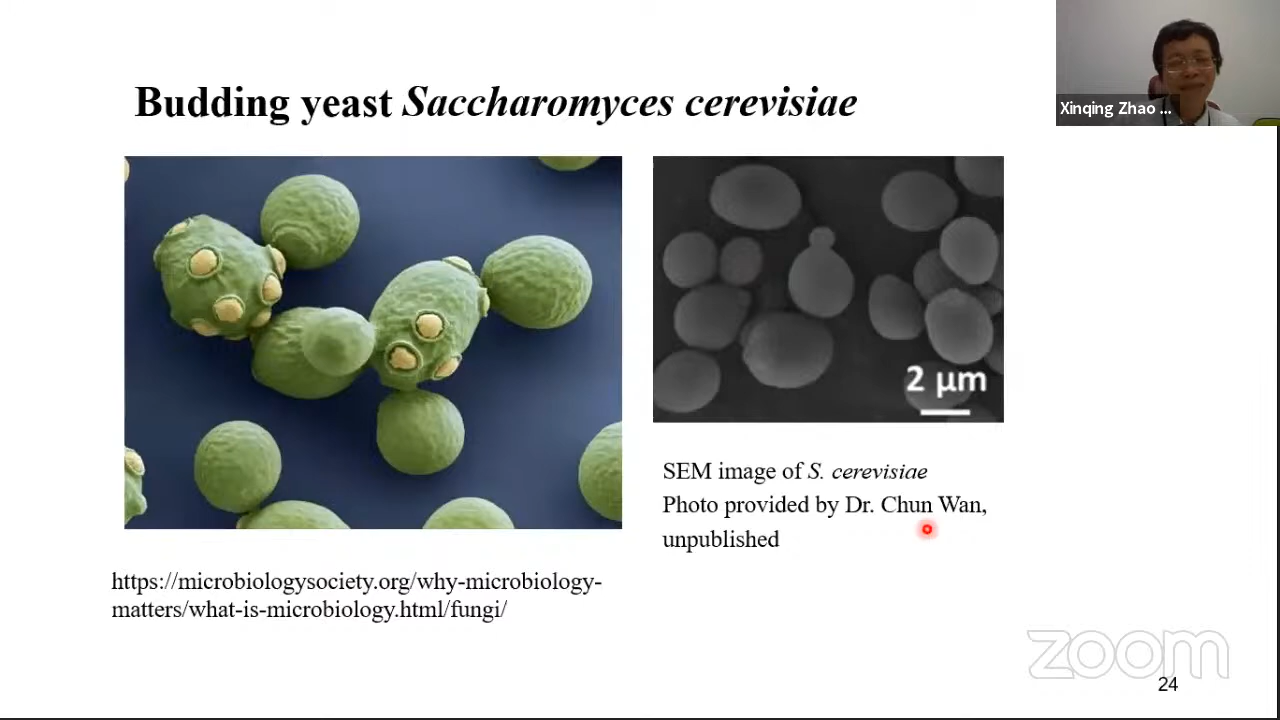 Budding yeast Saccharomyces cerevisiae
Xinqing Zhao ...
2 μm
SEM image of S. cerevisiae
Photo provided by Dr. Chun Wan,
unpublished
https://microbiologysociety.org/why-microbiology-
matters/what-is-microbiology.html/fungi/
zoom
24